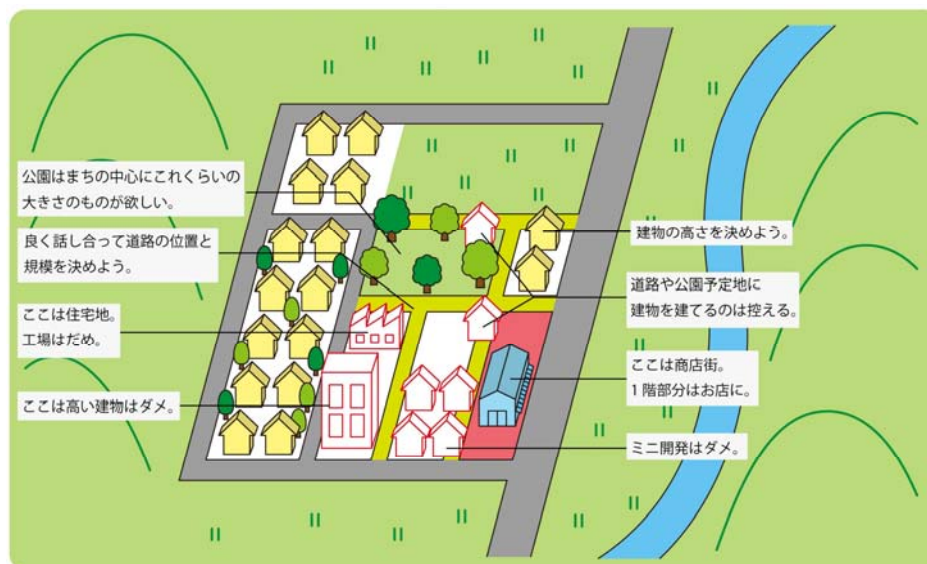 公園はまちの中心にこれくらいの
大きさのものが欲しい。
良く話し合って道路の位置と
規模を決めよう。
ここは住宅地。
工場はだめ。
ここは高い建物はダメ。
建物の高さを決めよう。
道路や公園予定地に
建物を建てるのは控える。
ここは商店街。
1階部分はお店に。
ミニ開発はダメ。